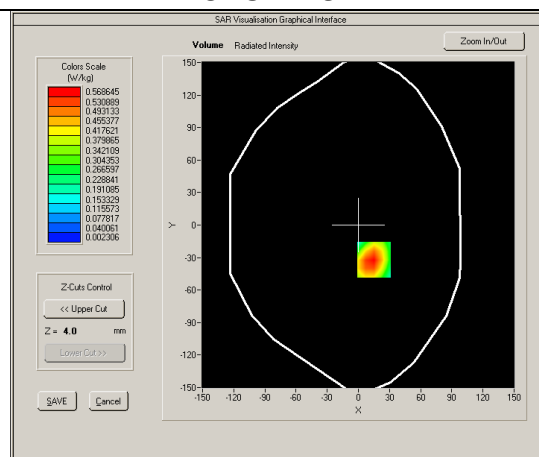 SAR Visualisation Graphical Interface
Volume Radiated Intensity
Zoom In/Out
Colors Scale
(W/kg)
0.568645
0.530889
0.493133
0.455377
0.417621
0.379865
0.342109
0.304353
0.266597
0.228841
0.191085
0.153329
0.115573
0.077817
0.040061
0.002306
Z-Cuts Control
<< Upper Cut
Z = 4.0 mm
Lower Cut >>
SAVE Cancel
150
120
90
60
30
0
-30
-60
-90
-120
-150
Y
-150 -120 -90 -60 -30 0 30 60 90 120 150
X